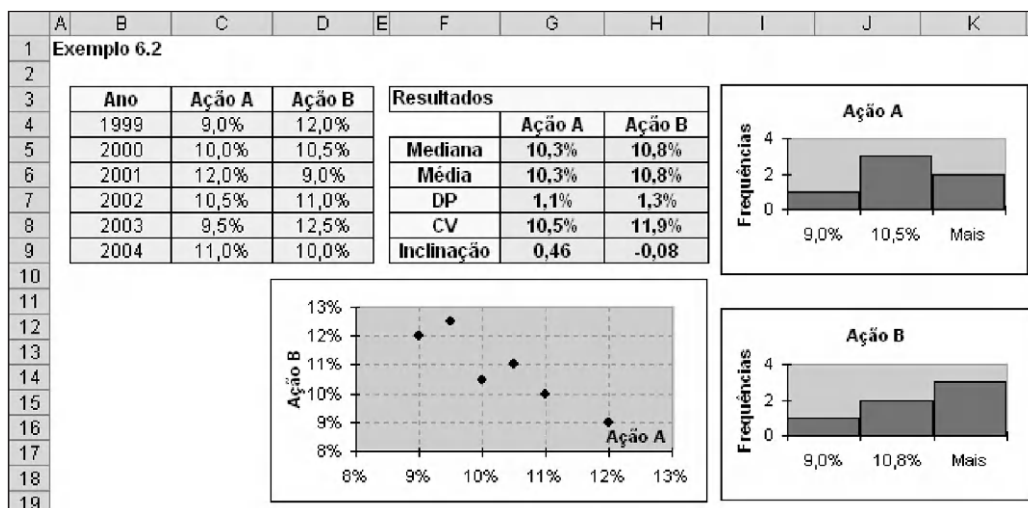 A B C D E F G H I J K
1 Exemplo 6.2
2
3 Ano Ação A Ação B Resultados
4 1999 9,0% 12,0% Ação A Ação B
5 2000 10,0% 10,5% Mediana 10,3% 10,8%
6 2001 12,0% 9,0% Média 10,3% 10,8%
7 2002 10,5% 11,0% DP 1,1% 1,3%
8 2003 9,5% 12,5% CV 10,5% 11,9%
9 2004 11,0% 10,0% Inclinação 0,46 -0,08
10
11
12
13
14
15
16
17
18
19
Ação A
Frequências
4
2
0
9,0% 10,5% Mais
Ação B
13%
12%
11%
10%
9%
8%
Ação A
8% 9% 10% 11% 12% 13%
Ação B
Frequências
4
2
0
9,0% 10,8% Mais